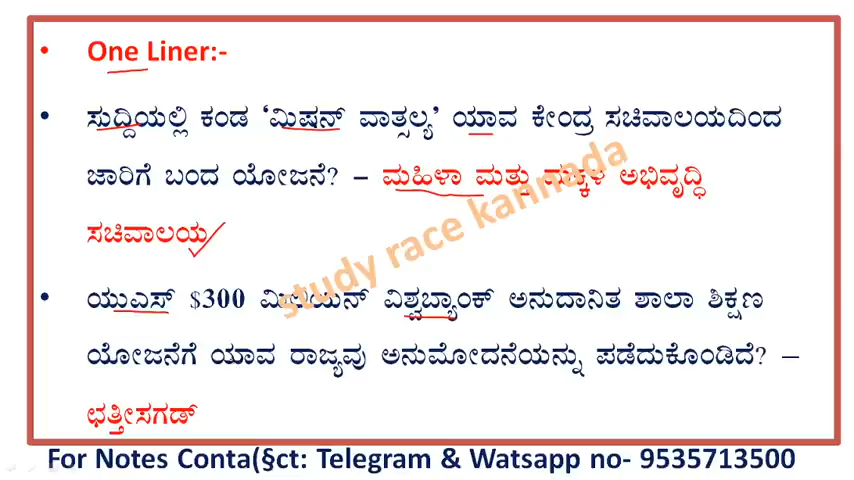 One Liner:-
ಸುದ್ದಿಯಲ್ಲಿ ಕಂಡ ‘ಮಿಷನ್ ವಾತ್ಸಲ್ಯ’ ಯಾವ ಕೇಂದ್ರ ಸಚಿವಾಲಯದಿಂದ
ಜಾರಿಗೆ ಬಂದ ಯೋಜನೆ? – ಮಹಿಳಾ ಮತ್ತು ಮಕ್ಕಳ ಅಭಿವೃದ್ಧಿ
ಸಚಿವಾಲಯ
ಯುಎಸ್ $300 ಮಿಲಿಯನ್ ವಿಶ್ವಬ್ಯಾಂಕ್ ಅನುದಾನಿತ ಶಾಲಾ ಶಿಕ್ಷಣ
ಯೋಜನೆಗೆ ಯಾವ ರಾಜ್ಯವು ಅನುಮೋದನೆಯನ್ನು ಪಡೆದುಕೊಂಡಿದೆ? –
ಛತ್ತೀಸಗಡ್
study race kannada
For Notes Conta(§ct: Telegram & Watsapp no- 9535713500